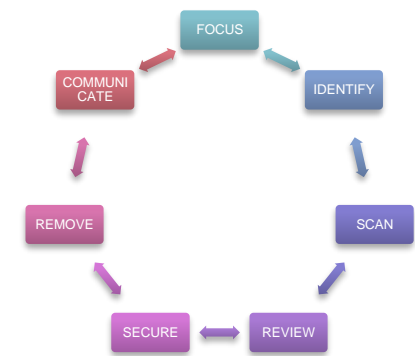 FOCUS
IDENTIFY
SCAN
REVIEW
SECURE
REMOVE
COMMUNI
CATE